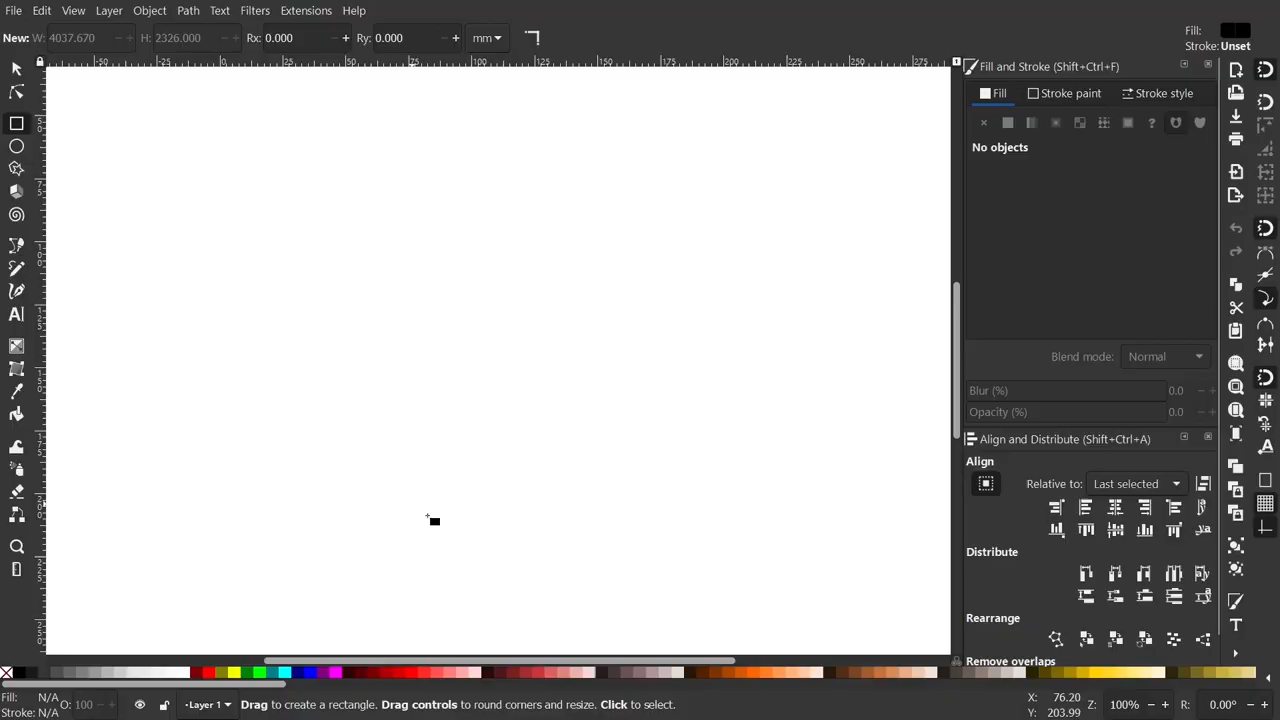 File Edit View Layer Object Path Text Filters Extensions Help
New: W: 4037.670 H: 2326.000 Rx: 0.000 Ry: 0.000 mm
Fill:
Stroke: Unset
Fill and Stroke (Shift+Ctrl+F)
Fill Stroke paint Stroke style
No objects
Blend mode: Normal
Blur (%) 0.0
Opacity (%) 0.0
Align and Distribute (Shift+Ctrl+A)
Align
Relative to: Last selected
Distribute
Rearrange
Remove overlaps
Fill: N/A
Stroke: N/A
O: 100
Layer 1
Drag to create a rectangle. Drag controls to round corners and resize. Click to select.
X: 76.20
Y: 203.99
Z: 100%
R: 0.00°